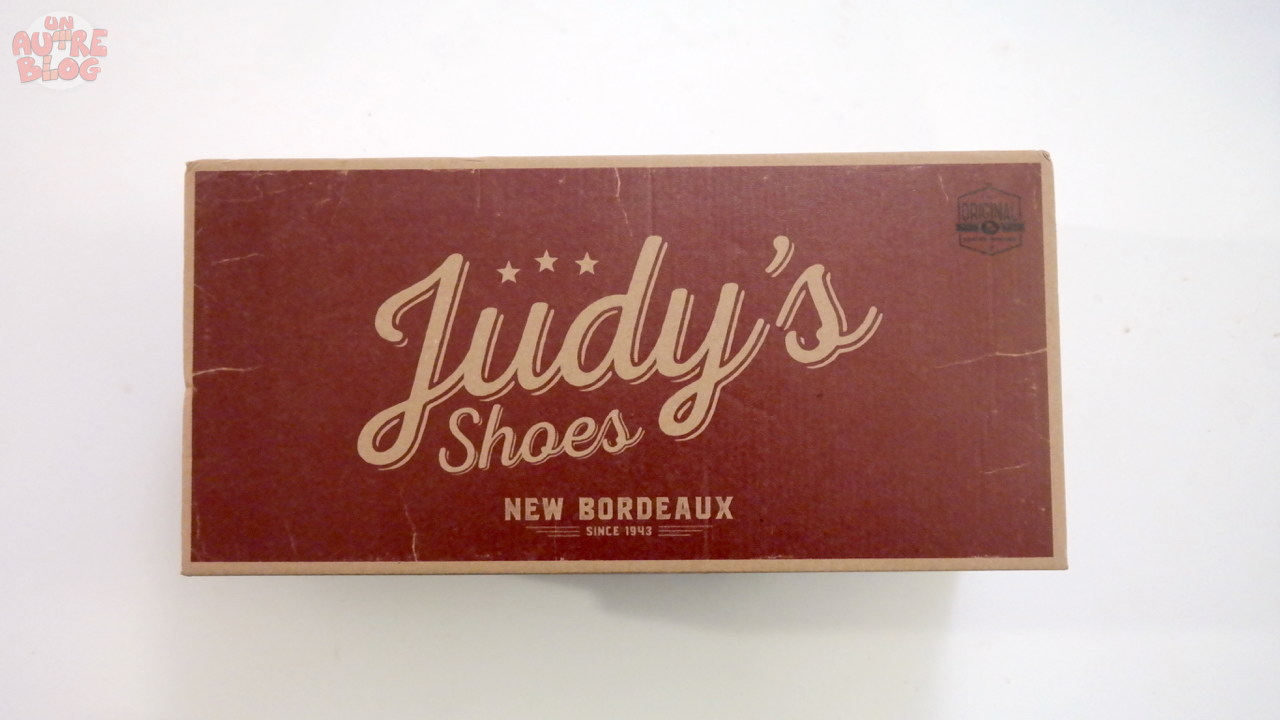 UN
AUTRE
BLOG
ORIGINAL
Judy's
Shoes
NEW BORDEAUX
SINCE 1943